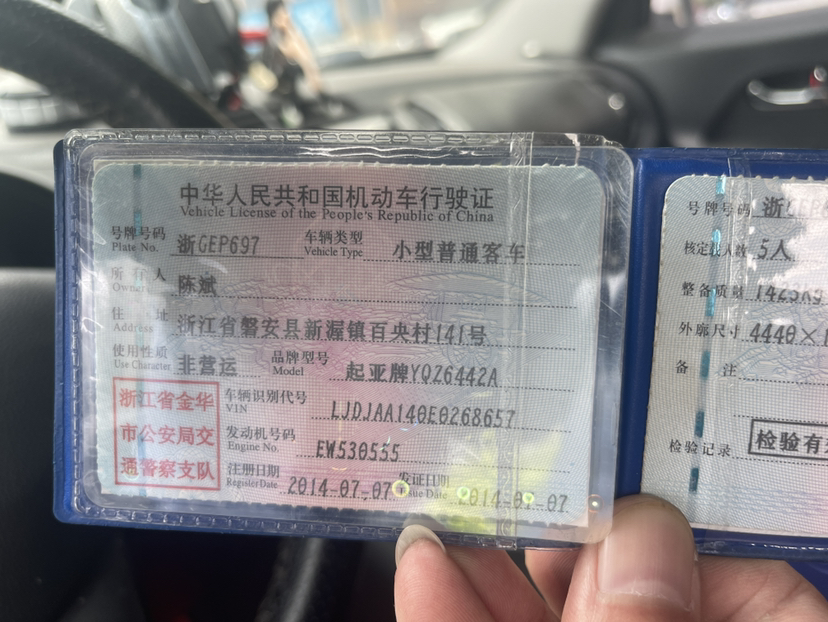 中华人民共和国机动车行驶证
Vehicle License of the People's Republic of China
号牌号码 浙GEP697 车辆类型 小型普通客车
Plate No. Vehicle Type
所有人 陈斌
Owner
住址 浙江省磐安县新渥镇百央村141号
Address
使用性质 非营运 品牌型号 起亚牌YQZ6442A
Use Character Model
浙江省金华
市公安局交
通警察支队
车辆识别代号 LJDJAA140E0268657
VIN
发动机号码 EW530555
Engine No.
注册日期 2014-07-07 发证日期 2014-07-07
Register Date Issue Date
号牌号码 浙GEP
核定载人数 5人
整备质量 1425kg
外廓尺寸 4440×1
备注
检验记录 检验有